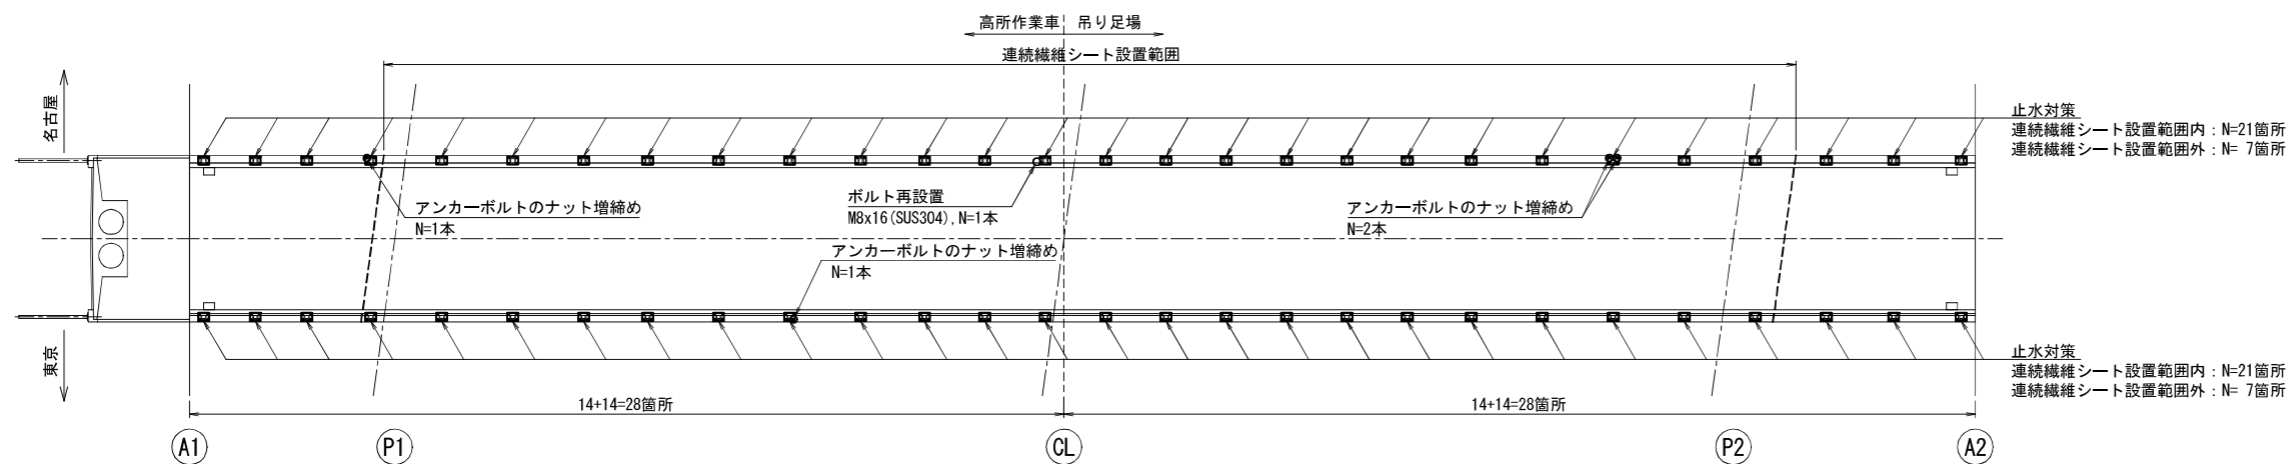 高所作業車 吊り足場
連続繊維シート設置範囲
名古屋
止水対策
連続繊維シート設置範囲内：N=21箇所
連続繊維シート設置範囲外：N= 7箇所
アンカーボルトのナット増締め
N=1本
ボルト再設置
M8x16(SUS304), N=1本
アンカーボルトのナット増締め
N=2本
アンカーボルトのナット増締め
N=1本
東京
止水対策
連続繊維シート設置範囲内：N=21箇所
連続繊維シート設置範囲外：N= 7箇所
14+14=28箇所 14+14=28箇所
A1 P1 CL P2 A2